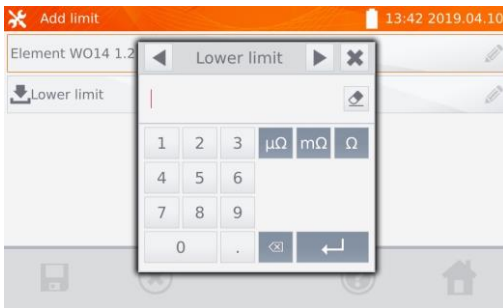 Add limit
13:42 2019.04.10
Element WO14 1.2
Lower limit
Lower limit
1 2 3 µΩ mΩ Ω
4 5 6
7 8 9
0 .